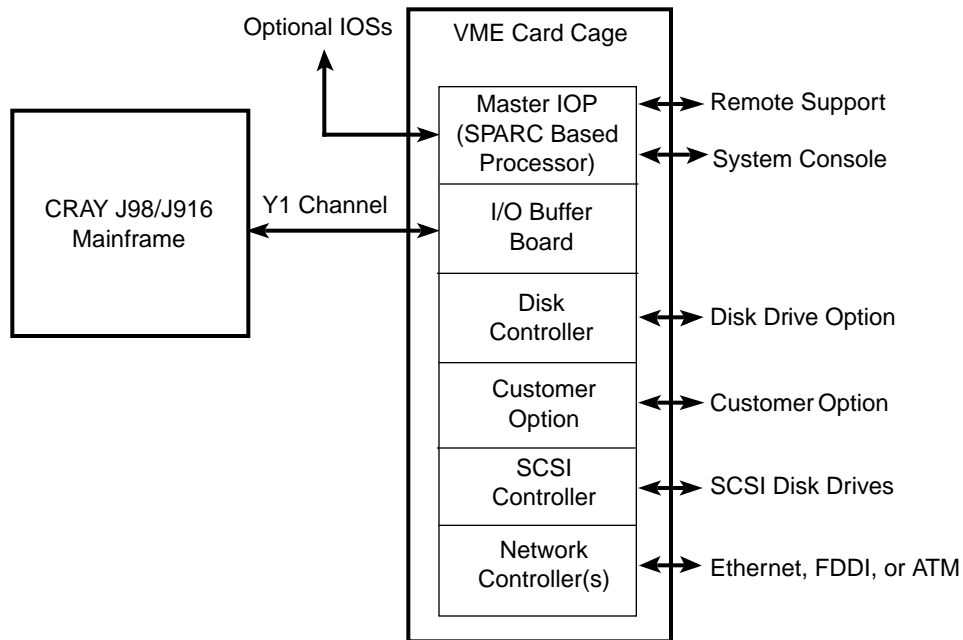 Optional IOSs
VME Card Cage
Master IOP
(SPARC Based
Processor)
Remote Support
System Console
CRAY J98/J916
Mainframe
Y1 Channel
I/O Buffer
Board
Disk
Controller
Disk Drive Option
Customer
Option
Customer Option
SCSI
Controller
SCSI Disk Drives
Network
Controller(s)
Ethernet, FDDI, or ATM